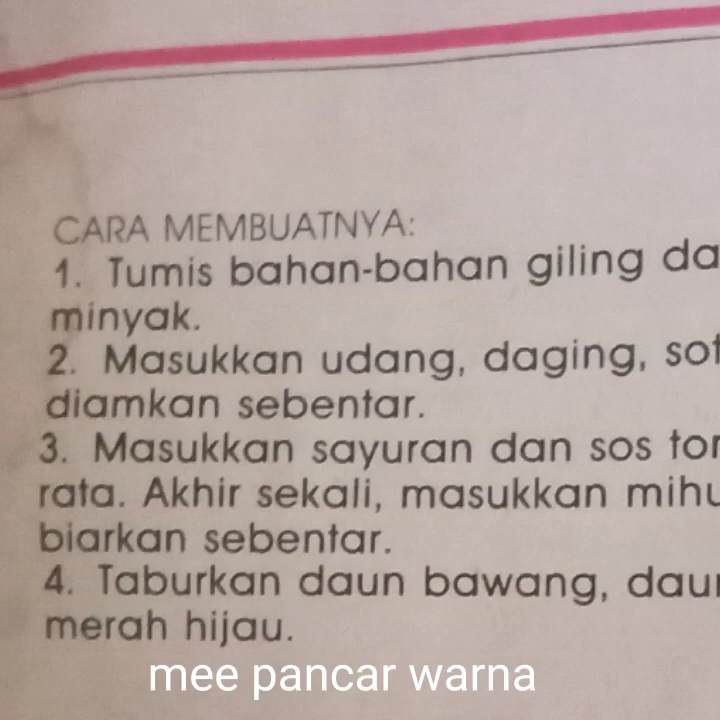 CARA MEMBUATNYA:
1. Tumis bahan-bahan giling
minyak.
2. Masukkan udang, daging,
diamkan sebentar.
3. Masukkan sayuran dan sos
rata. Akhir sekali, masukkan
biarkan sebentar.
4. Taburkan daun bawang,
merah hijau.
mee pancar warna